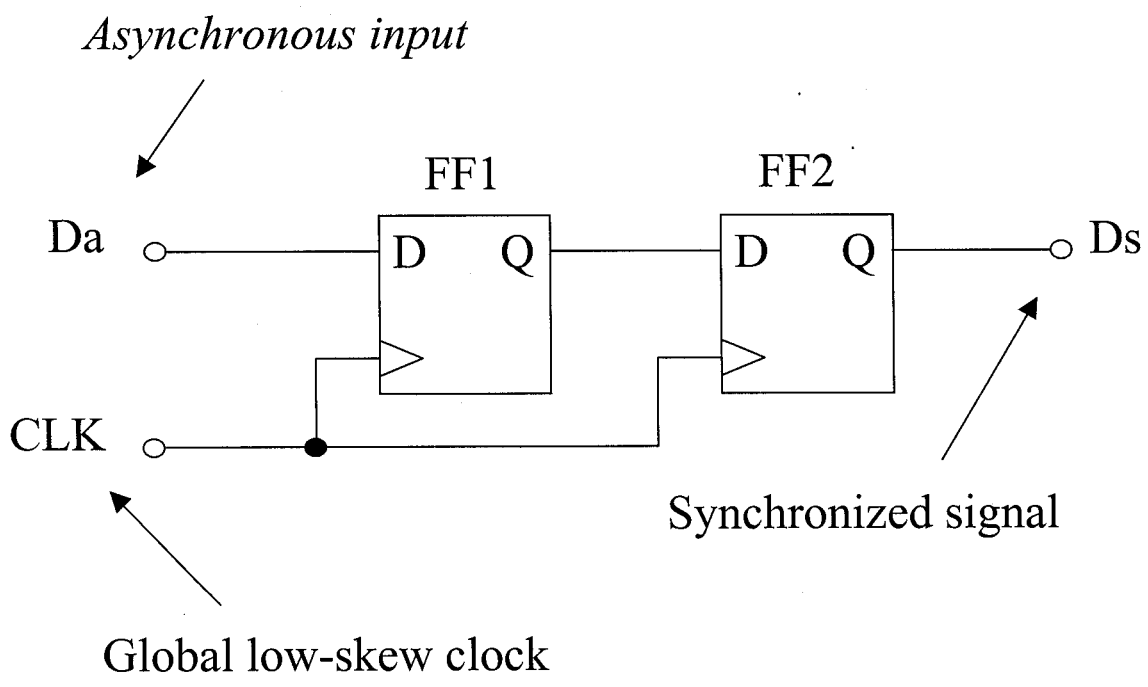 Asynchronous input
FF1
FF2
Da
D
Q
D
Q
Ds
CLK
Synchronized signal
Global low-skew clock